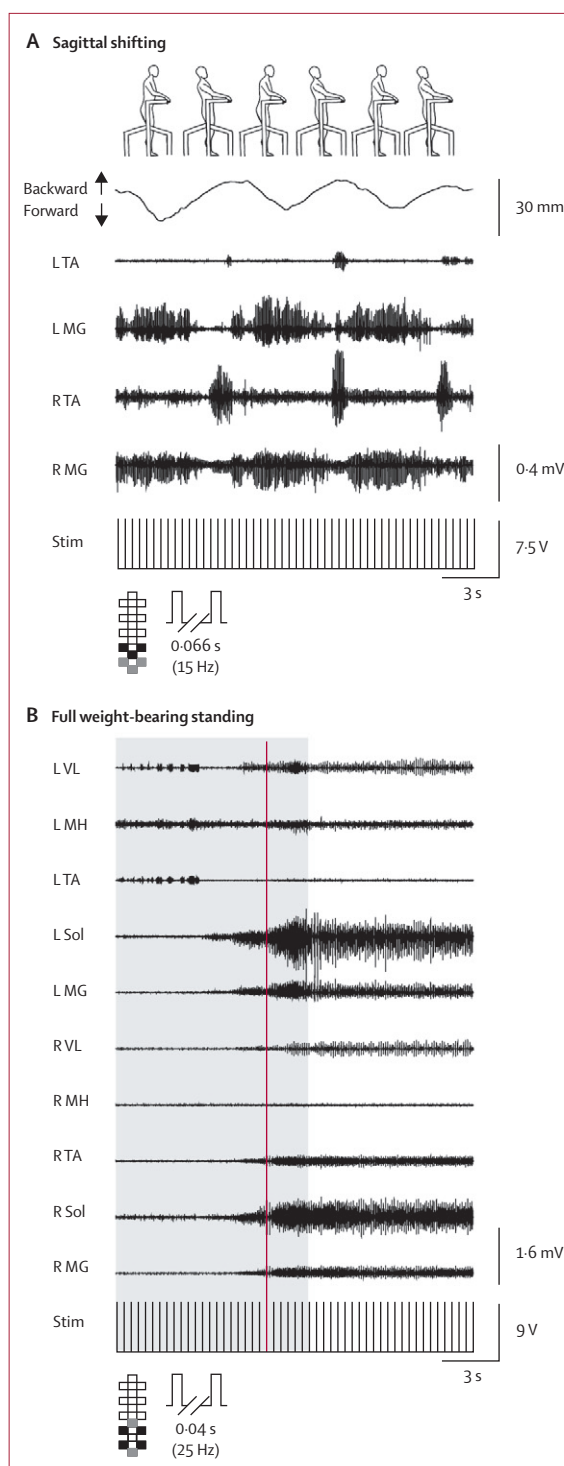 A Sagittal shifting
Backward
Forward
30 mm
L TA
L MG
R TA
R MG
0·4 mV
Stim
7·5 V
3 s
0·066 s
(15 Hz)
B Full weight-bearing standing
L VL
L MH
L TA
L Sol
L MG
R VL
R MH
R TA
R Sol
R MG
1·6 mV
Stim
9 V
3 s
0·04 s
(25 Hz)